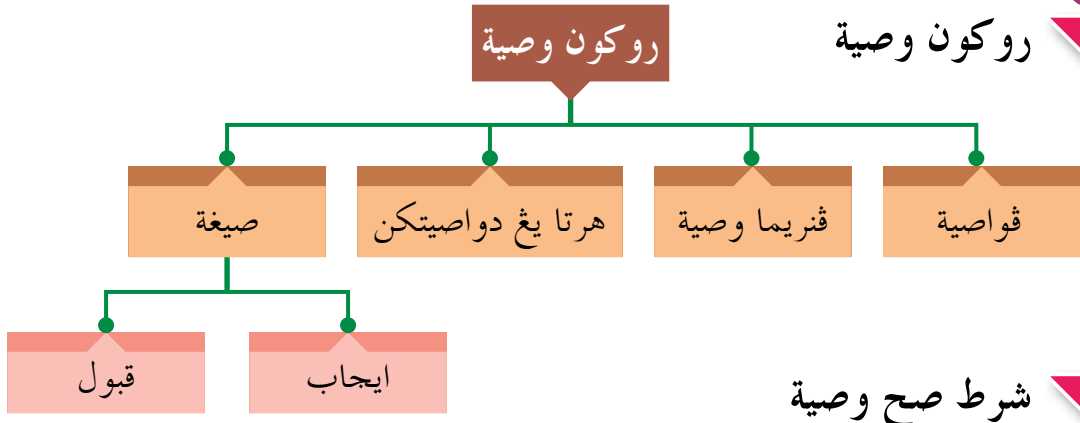 روكون وصية
روكون وصية
ڤواصية
ڤنريما وصية
هرتا يڠ دواصيتكن
صيغة
ايجاب
قبول
شرط صح وصية